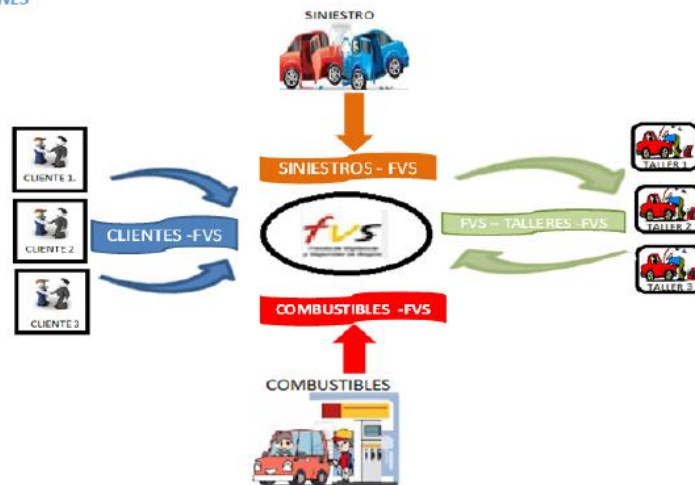 SINIESTRO
SINIESTROS - FVS
CLIENTE 1.
CLIENTE 2
CLIENTE 3
CLIENTES -FVS
fvs
FVS – TALLERES -FVS
TALLER 1
TALLER 2
TALLER 3
COMBUSTIBLES -FVS
COMBUSTIBLES